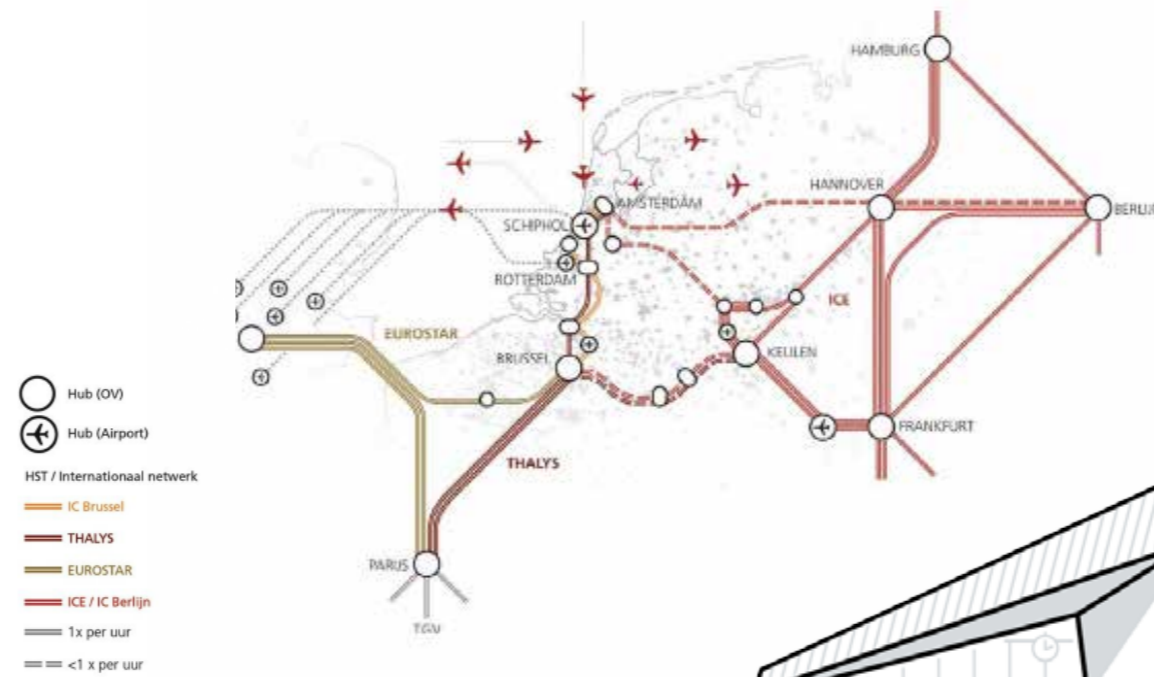 HAMBURG
HANNOVER
AMSTERDAM
BERLIJN
SCHIPHOL
ROTTERDAM
ICE
EUROSTAR
BRUSSEL
KEULEN
Hub (OV)
FRANKFURT
Hub (Airport)
THALYS
HST / Internationaal netwerk
IC Brussel
THALYS
PARIJS
EUROSTAR
ICE / IC Berlijn
TGV
1x per uur
<1 x per uur